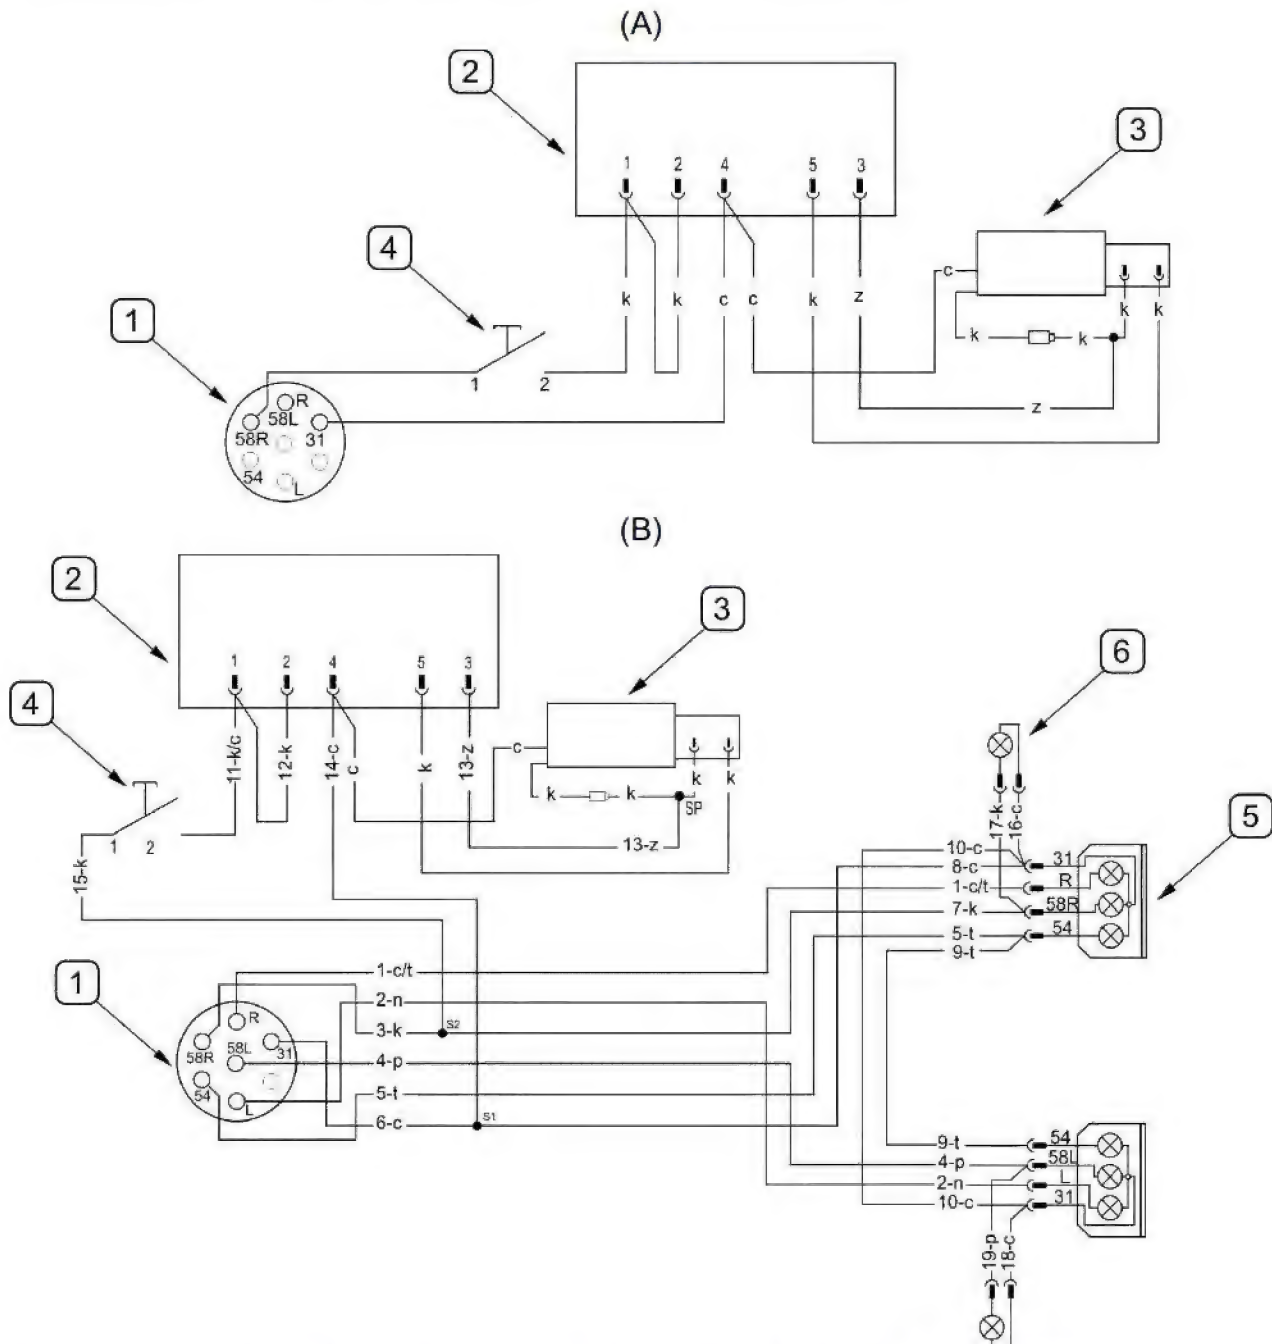 (A)
2
3
1 2 4 5 3
4
c
k k c c k z k k
1
k k
1 2
R
z
58L
58R 31
54
L
(B)
2
3
6
1 2 4 5 3
4
5
11-k/c 12-k 14-c c k 13-z
c
k k
k k
SP
17-k 16-c
1 2
13-z
10-c
31
8-c
15-k
1-c/t R
7-k 58R
5-t 54
9-t
1-c/t
1
2-n
R
3-k S2
58R 58L 31
4-p
54
5-t
L
6-c S1
9-t 54
4-p 58L
2-n L
10-c 31
19-p 18-c